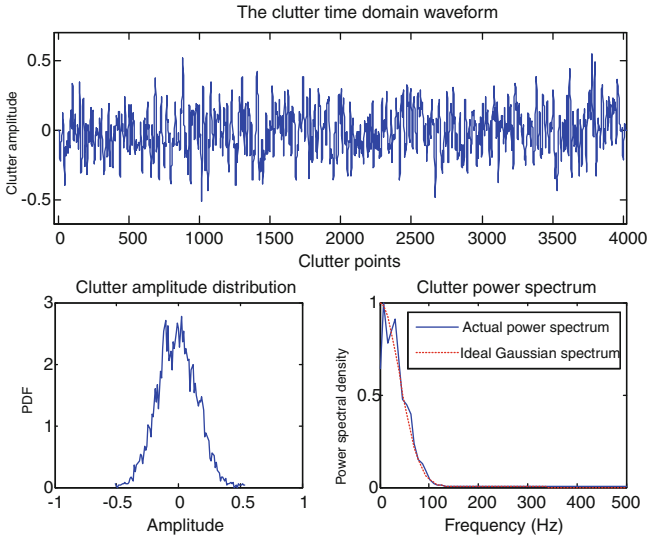 The clutter time domain waveform
Clutter amplitude
0.5
0
-0.5
0
500
1000
1500
2000
2500
3000
3500
4000
Clutter points
Clutter amplitude distribution
PDF
3
2
1
0
-1
-0.5
0
0.5
1
Amplitude
Clutter power spectrum
Power spectral density
1
0.5
0
Actual power spectrum
Ideal Gaussian spectrum
0
100
200
300
400
500
Frequency (Hz)